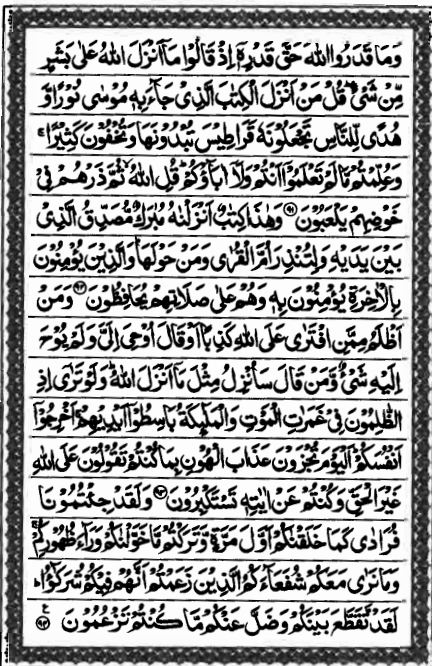 وَمَا قَدَرُوا اللّٰهَ حَقَّ قَدْرِهٖۤ اِذْ قَالُوْا مَاۤ اَنْزَلَ اللّٰهُ عَلٰى بَشَرٍ
مِّنْ شَیْءٍ ؕ قُلْ مَنْ اَنْزَلَ الْكِتٰبَ الَّذِیْ جَآءَ بِهٖ مُوْسٰى نُوْرًا وَّ
هُدًى لِّلنَّاسِ تَجْعَلُوْنَهٗ قَرَاطِیْسَ تُبْدُوْنَهَا وَتُخْفُوْنَ كَثِیْرًا ۚ
وَعُلِّمْتُمْ مَّا لَمْ تَعْلَمُوْۤا اَنْتُمْ وَلَاۤ اٰبَآؤُكُمْ ؕ قُلِ اللّٰهُ ۙ ثُمَّ ذَرْهُمْ فِیْ
خَوْضِهِمْ یَلْعَبُوْنَ ﴿۹۱﴾ وَهٰذَا كِتٰبٌ اَنْزَلْنٰهُ مُبٰرَكٌ مُّصَدِّقُ الَّذِیْ
بَیْنَ یَدَیْهِ وَلِتُنْذِرَ اُمَّ الْقُرٰى وَمَنْ حَوْلَهَا ؕ وَالَّذِیْنَ یُؤْمِنُوْنَ
بِالْاٰخِرَةِ یُؤْمِنُوْنَ بِهٖ وَهُمْ عَلٰى صَلَاتِهِمْ یُحَافِظُوْنَ ﴿۹۲﴾ وَمَنْ
اَظْلَمُ مِمَّنِ افْتَرٰى عَلَى اللّٰهِ كَذِبًا اَوْ قَالَ اُوْحِیَ اِلَیَّ وَلَمْ یُوْحَ
اِلَیْهِ شَیْءٌ وَّمَنْ قَالَ سَاُنْزِلُ مِثْلَ مَاۤ اَنْزَلَ اللّٰهُ ؕ وَلَوْ تَرٰۤى اِذِ
الظّٰلِمُوْنَ فِیْ غَمَرٰتِ الْمَوْتِ وَالْمَلٰٓئِكَةُ بَاسِطُوْۤا اَیْدِیْهِمْ ۚ اَخْرِجُوْۤا
اَنْفُسَكُمْ ؕ اَلْیَوْمَ تُجْزَوْنَ عَذَابَ الْهُوْنِ بِمَا كُنْتُمْ تَقُوْلُوْنَ عَلَى اللّٰهِ
غَیْرَ الْحَقِّ وَكُنْتُمْ عَنْ اٰیٰتِهٖ تَسْتَكْبِرُوْنَ ﴿۹۳﴾ وَلَقَدْ جِئْتُمُوْنَا
فُرَادٰى كَمَا خَلَقْنٰكُمْ اَوَّلَ مَرَّةٍ وَّتَرَكْتُمْ مَّا خَوَّلْنٰكُمْ وَرَآءَ ظُهُوْرِكُمْ ۚ
وَمَا نَرٰى مَعَكُمْ شُفَعَآءَكُمُ الَّذِیْنَ زَعَمْتُمْ اَنَّهُمْ فِیْكُمْ شُرَكٰٓؤُا ؕ
لَقَدْ تَّقَطَّعَ بَیْنَكُمْ وَضَلَّ عَنْكُمْ مَّا كُنْتُمْ تَزْعُمُوْنَ ﴿۹۴﴾ ع